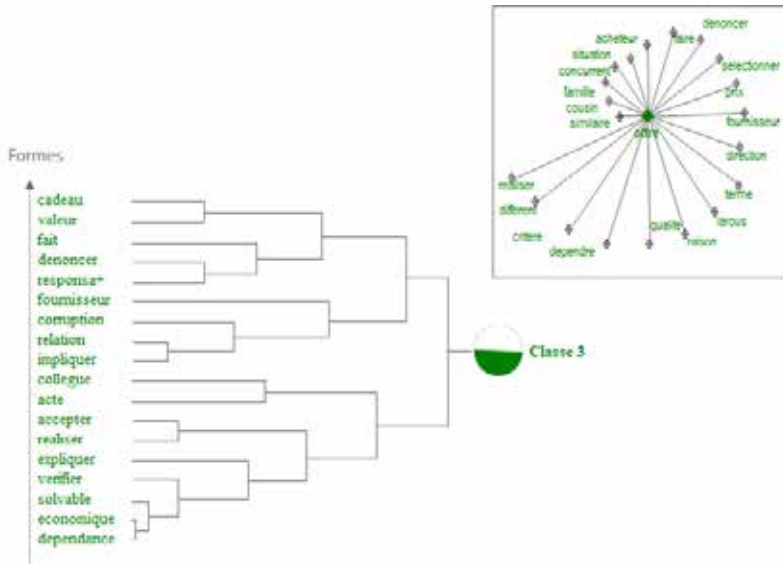 Formes
cadeau
valeur
fait
denoncer
responsa+
fournisseur
corruption
relation
impliquer
collegue
acte
accepter
realiser
expliquer
verifier
solvable
economique
dependance
Classe 3
denoncer
acheteur
faire
situation
selectionner
concurrent
prix
famille
cousin
fournisseur
similaire
offre
direction
terme
different
qualite
critere
raison
dependre